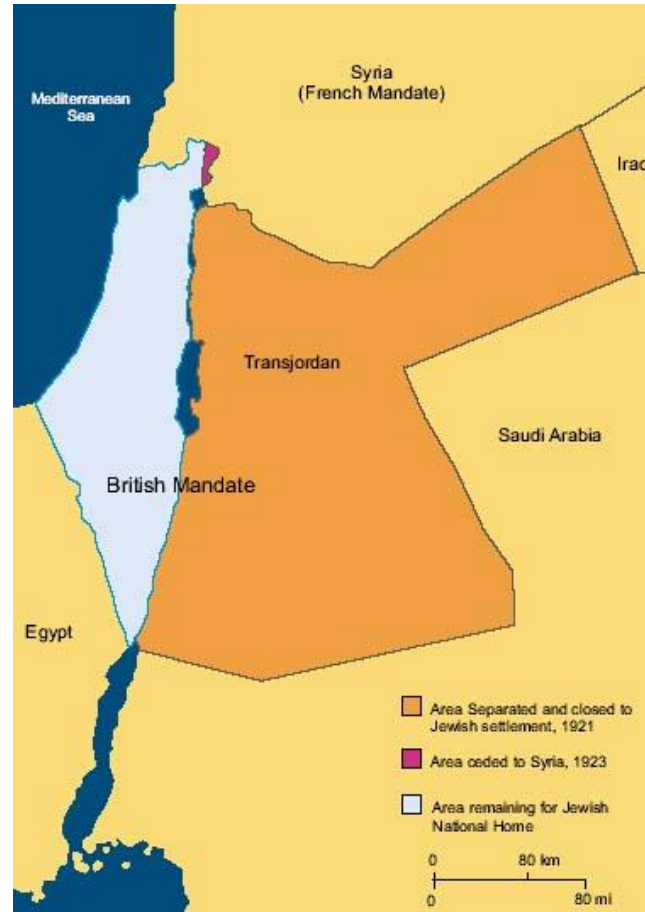 Mediterranean
Sea
Syria
(French Mandate)
Iraq
Transjordan
Saudi Arabia
British Mandate
Egypt
Area Separated and closed to
Jewish settlement, 1921
Area ceded to Syria, 1923
Area remaining for Jewish
National Home
0 80 km
0 80 mi